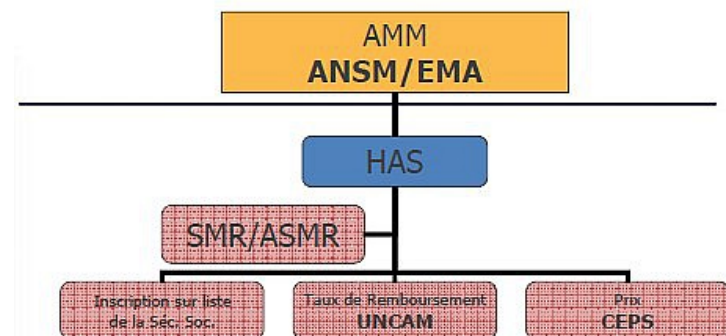 AMM
ANSM/EMA
HAS
SMR/ASMR
Inscription sur liste
de la Séc. Soc.
Taux de Remboursement
UNCAM
Prix
CEPS